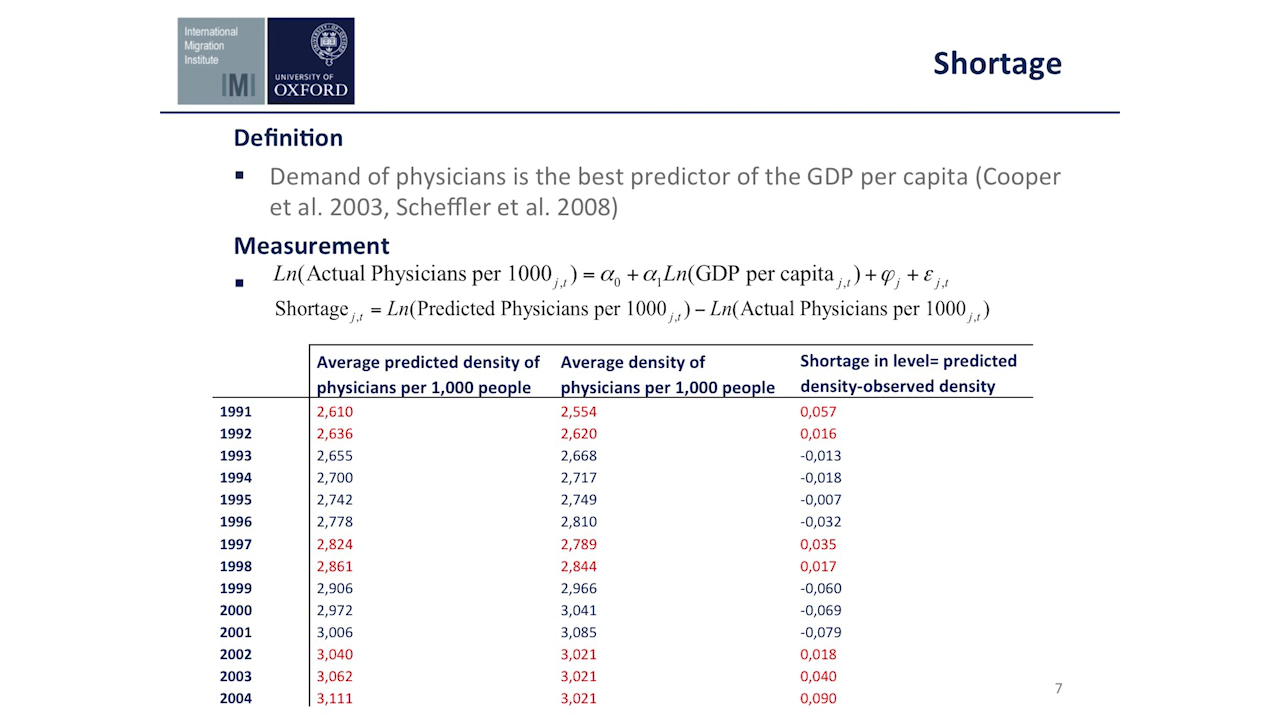 International
Migration
Institute
IMI
UNIVERSITY OF
OXFORD
Shortage
Definition
▪ Demand of physicians is the best predictor of the GDP per capita (Cooper
et al. 2003, Scheffler et al. 2008)
Measurement
▪ Ln(Actual Physicians per 1000 j,t) = α0 + α1Ln(GDP per capita j,t) + φj + εj,t
Shortage j,t = Ln(Predicted Physicians per 1000 j,t) − Ln(Actual Physicians per 1000 j,t)
Average predicted density of physicians per 1,000 people Average density of physicians per 1,000 people Shortage in level= predicted density-observed density
1991 2,610 2,554 0,057
1992 2,636 2,620 0,016
1993 2,655 2,668 -0,013
1994 2,700 2,717 -0,018
1995 2,742 2,749 -0,007
1996 2,778 2,810 -0,032
1997 2,824 2,789 0,035
1998 2,861 2,844 0,017
1999 2,906 2,966 -0,060
2000 2,972 3,041 -0,069
2001 3,006 3,085 -0,079
2002 3,040 3,021 0,018
2003 3,062 3,021 0,040
2004 3,111 3,021 0,090
7